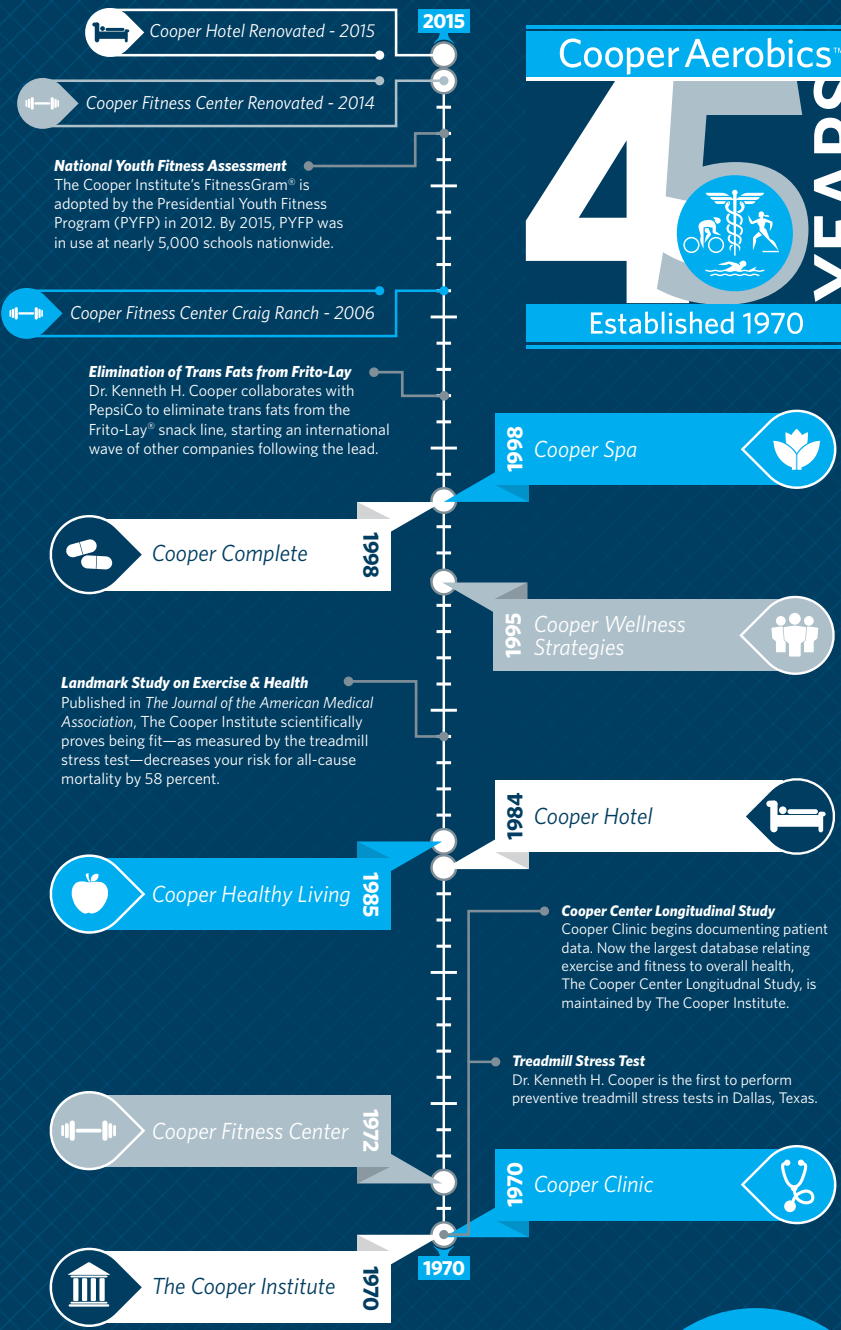 2015
Cooper Hotel Renovated - 2015
Cooper Fitness Center Renovated - 2014
Cooper Aerobics™
45
YEARS
Established 1970
National Youth Fitness Assessment
The Cooper Institute's FitnessGram® is
adopted by the Presidential Youth Fitness
Program (PYFP) in 2012. By 2015, PYFP was
in use at nearly 5,000 schools nationwide.
Cooper Fitness Center Craig Ranch - 2006
Elimination of Trans Fats from Frito-Lay
Dr. Kenneth H. Cooper collaborates with
PepsiCo to eliminate trans fats from the
Frito-Lay® snack line, starting an international
wave of other companies following the lead.
1998
Cooper Spa
Cooper Complete
1998
1995
Cooper Wellness
Strategies
Landmark Study on Exercise & Health
Published in The Journal of the American Medical
Association, The Cooper Institute scientifically
proves being fit—as measured by the treadmill
stress test—decreases your risk for all-cause
mortality by 58 percent.
1984
Cooper Hotel
Cooper Healthy Living
1985
Cooper Center Longitudinal Study
Cooper Clinic begins documenting patient
data. Now the largest database relating
exercise and fitness to overall health,
The Cooper Center Longitudnal Study, is
maintained by The Cooper Institute.
Treadmill Stress Test
Dr. Kenneth H. Cooper is the first to perform
preventive treadmill stress tests in Dallas, Texas.
Cooper Fitness Center
1972
1970
Cooper Clinic
1970
The Cooper Institute
1970